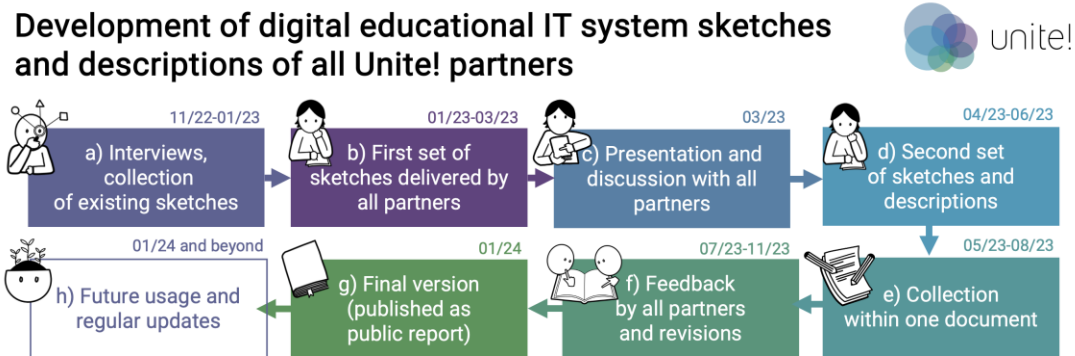 Development of digital educational IT system sketches
and descriptions of all Unite! partners
unite!
11/22-01/23
a) Interviews,
collection
of existing sketches
01/23-03/23
b) First set of
sketches delivered by
all partners
03/23
c) Presentation and
discussion with all
partners
04/23-06/23
d) Second set
of sketches and
descriptions
05/23-08/23
e) Collection
within one document
07/23-11/23
f) Feedback
by all partners
and revisions
01/24
g) Final version
(published as
public report)
01/24 and beyond
h) Future usage and
regular updates